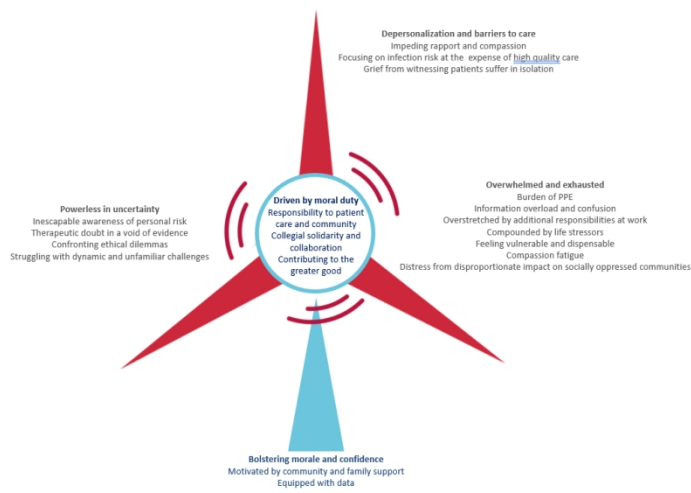 Depersonalization and barriers to care
Impeding rapport and compassion
Focusing on infection risk at the expense of high quality care
Grief from witnessing patients suffer in isolation
Powerless in uncertainty
Inescapable awareness of personal risk
Therapeutic doubt in a void of evidence
Confronting ethical dilemmas
Struggling with dynamic and unfamiliar challenges
Driven by moral duty
Responsibility to patient
care and community
Collegial solidarity and
collaboration
Contributing to the
greater good
Overwhelmed and exhausted
Burden of PPE
Information overload and confusion
Overstretched by additional responsibilities at work
Compounded by life stressors
Feeling vulnerable and dispensable
Compassion fatigue
Distress from disproportionate impact on socially oppressed communities
Bolstering morale and confidence
Motivated by community and family support
Equipped with data